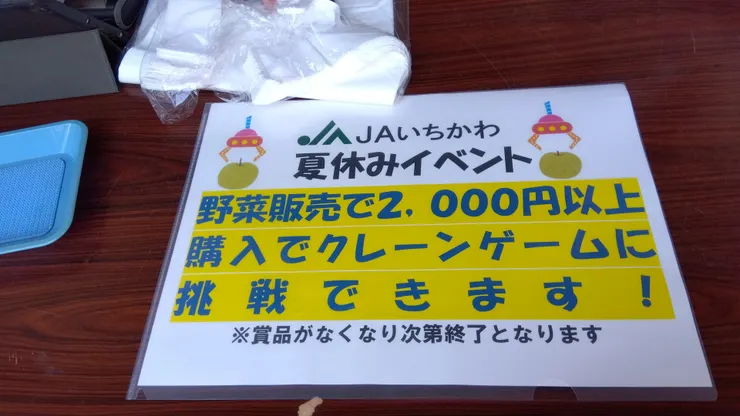 JAいちかわ
夏休みイベント
野菜販売で2,000円以上
購入でクレーンゲームに
挑戦できます!
※賞品がなくなり次第終了となります